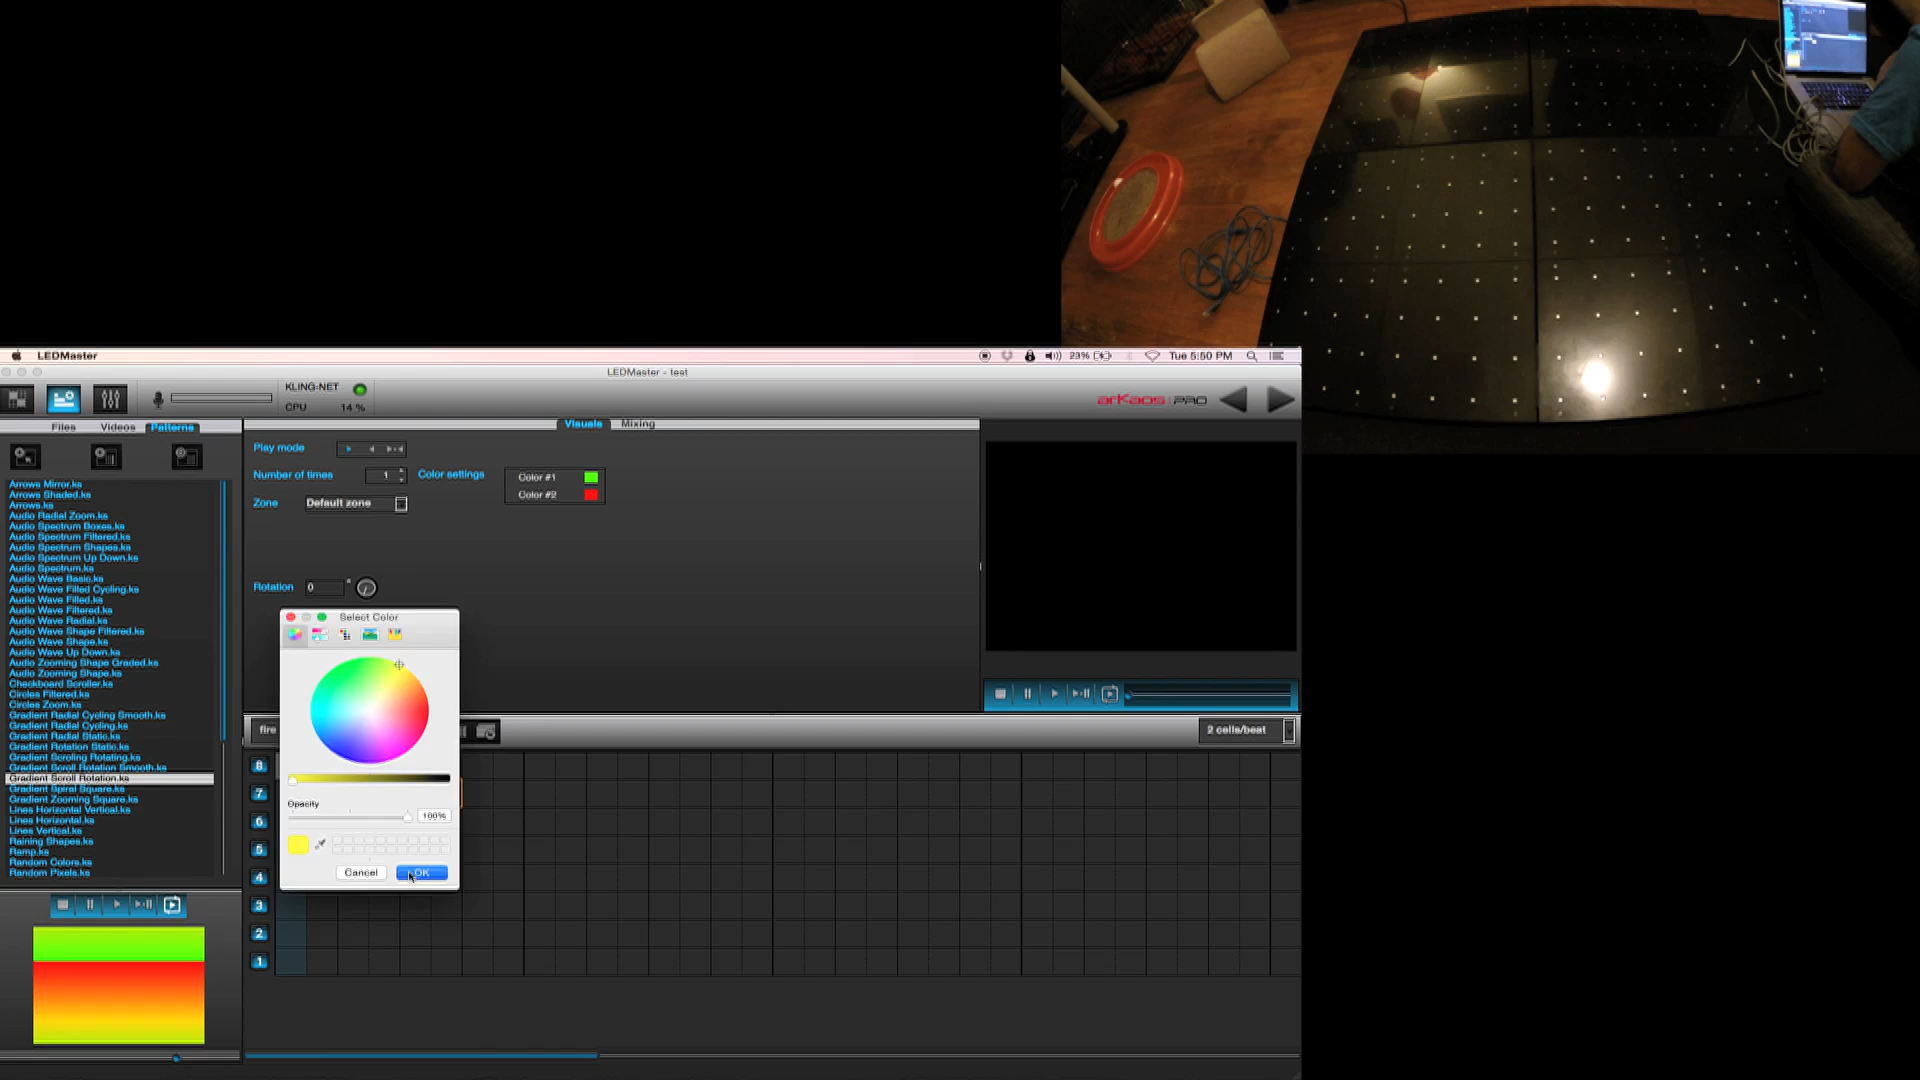 LEDMaster
23%
Tue 5:50 PM
LEDMaster - test
KLING-NET
CPU 14 %
arKaos PRO
Files Videos Patterns
Visuals Mixing
Play mode
Number of times 1 Color settings
Color #1
Color #2
Zone Default zone
Rotation 0 °
Arrows Mirror.ks
Arrows Shaded.ks
Arrows.ks
Audio Radial Zoom.ks
Audio Spectrum Boxes.ks
Audio Spectrum Filtered.ks
Audio Spectrum Shapes.ks
Audio Spectrum Up Down.ks
Audio Spectrum.ks
Audio Wave Basic.ks
Audio Wave Filled Cycling.ks
Audio Wave Filled.ks
Audio Wave Filtered.ks
Audio Wave Radial.ks
Audio Wave Shape Filtered.ks
Audio Wave Shape.ks
Audio Wave Up Down.ks
Audio Zooming Shape Graded.ks
Audio Zooming Shape.ks
Checkboard Scroller.ks
Circles Filtered.ks
Circles Zoom.ks
Gradient Radial Cycling Smooth.ks
Gradient Radial Cycling.ks
Gradient Radial Static.ks
Gradient Rotation Static.ks
Gradient Scroling Rotating.ks
Gradient Scroll Rotation Smooth.ks
Gradient Scroll Rotation.ks
Gradient Spiral Square.ks
Gradient Zooming Square.ks
Lines Horizontal Vertical.ks
Lines Horizontal.ks
Lines Vertical.ks
Raining Shapes.ks
Ramp.ks
Random Colors.ks
Random Pixels.ks
Select Color
Opacity
100%
Cancel OK
fire
2 cells/beat
8
7
6
5
4
3
2
1